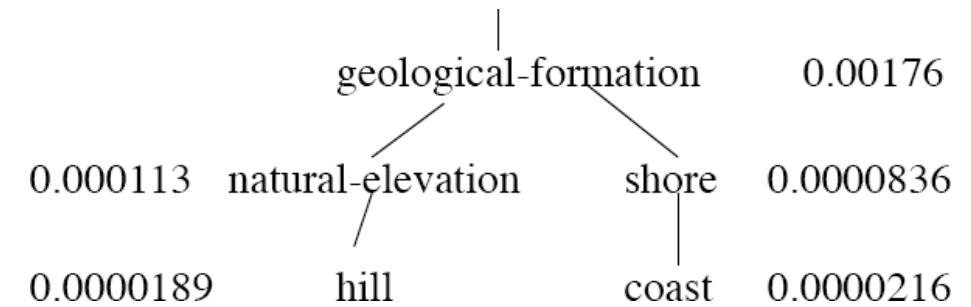 geological-formation 0.00176
0.000113 natural-elevation shore 0.0000836
0.0000189 hill coast 0.0000216